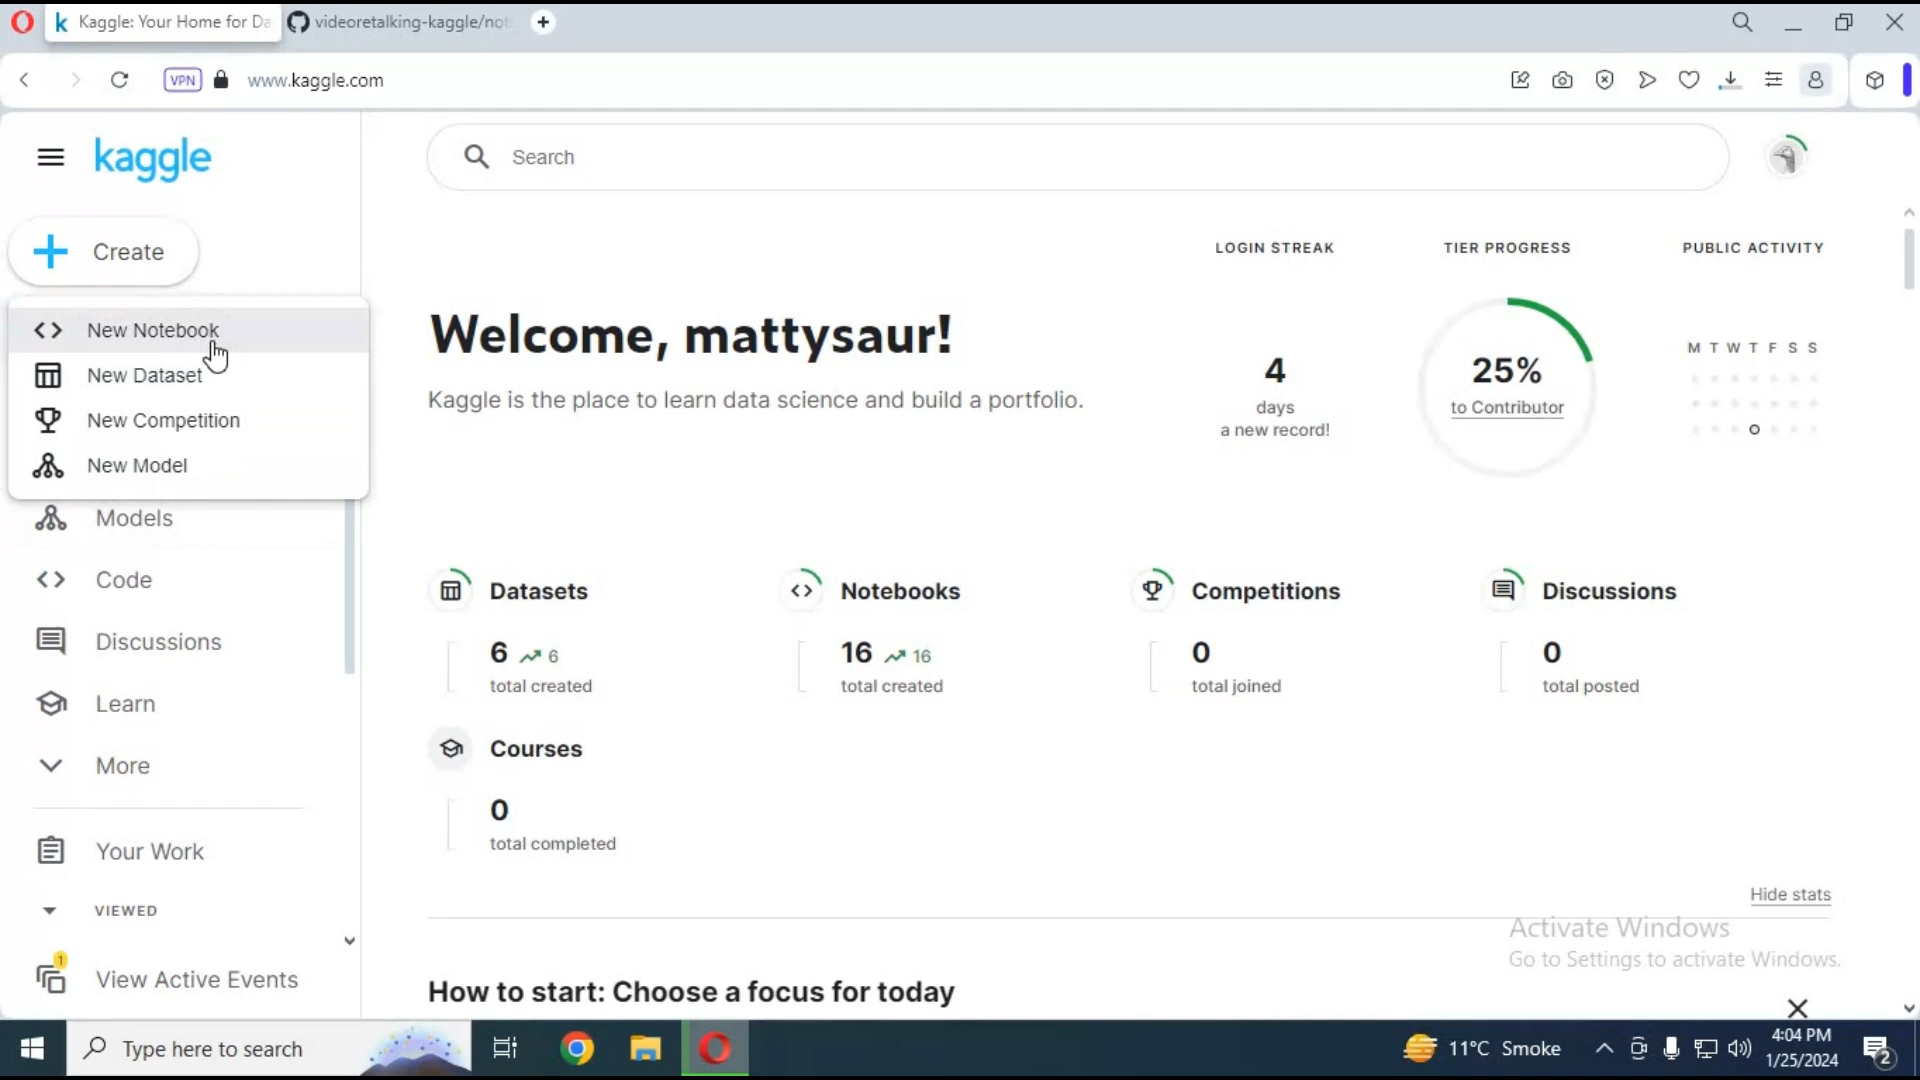 Kaggle: Your Home for Da
videoretalking-kaggle/not
VPN
www.kaggle.com
kaggle
Search
Create
New Notebook
New Dataset
New Competition
New Model
Models
Code
Discussions
Learn
More
Your Work
VIEWED
1
View Active Events
LOGIN STREAK
TIER PROGRESS
PUBLIC ACTIVITY
Welcome, mattysaur!
Kaggle is the place to learn data science and build a portfolio.
4
days
a new record!
25%
to Contributor
M T W T F S S
Datasets
6 6
total created
Notebooks
16 16
total created
Competitions
0
total joined
Discussions
0
total posted
Courses
0
total completed
Hide stats
How to start: Choose a focus for today
Activate Windows
Go to Settings to activate Windows.
Type here to search
11°C Smoke
4:04 PM
1/25/2024
2